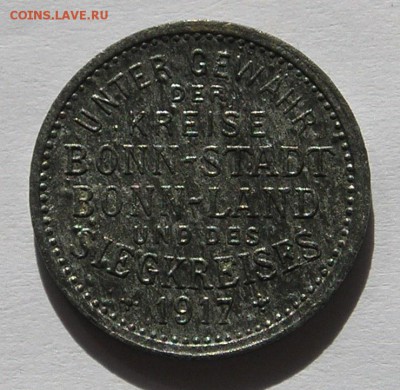 COINS.LAVE.RU
UNTER GEWÄHR
DER
KREISE
BONN-STADT
BONN-LAND
UND DES
SIEGKREISES
1917